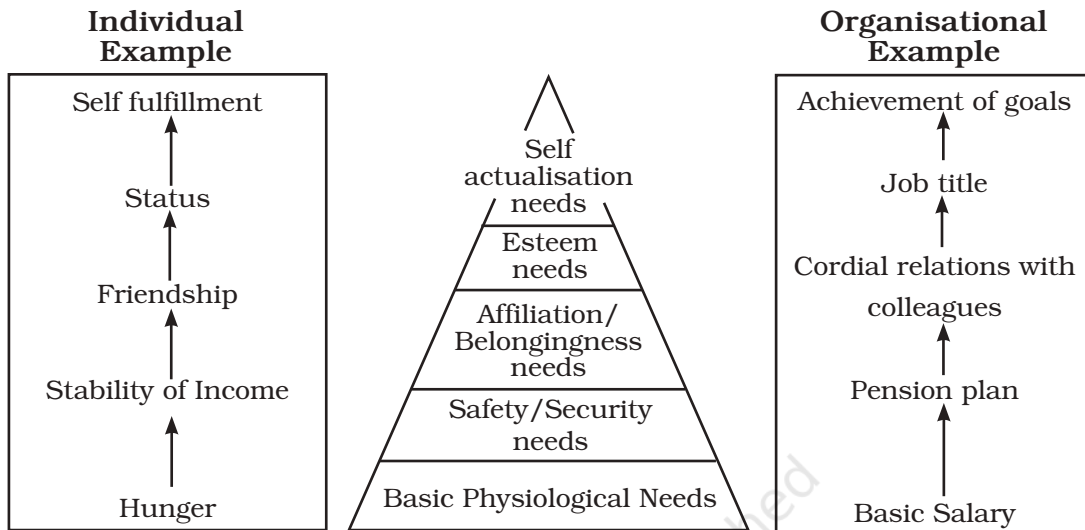 Individual
Example
Self fulfillment
Status
Friendship
Stability of Income
Hunger
Self
actualisation
needs
Esteem
needs
Affiliation/
Belongingness
needs
Safety/Security
needs
Basic Physiological Needs
Organisational
Example
Achievement of goals
Job title
Cordial relations with
colleagues
Pension plan
Basic Salary